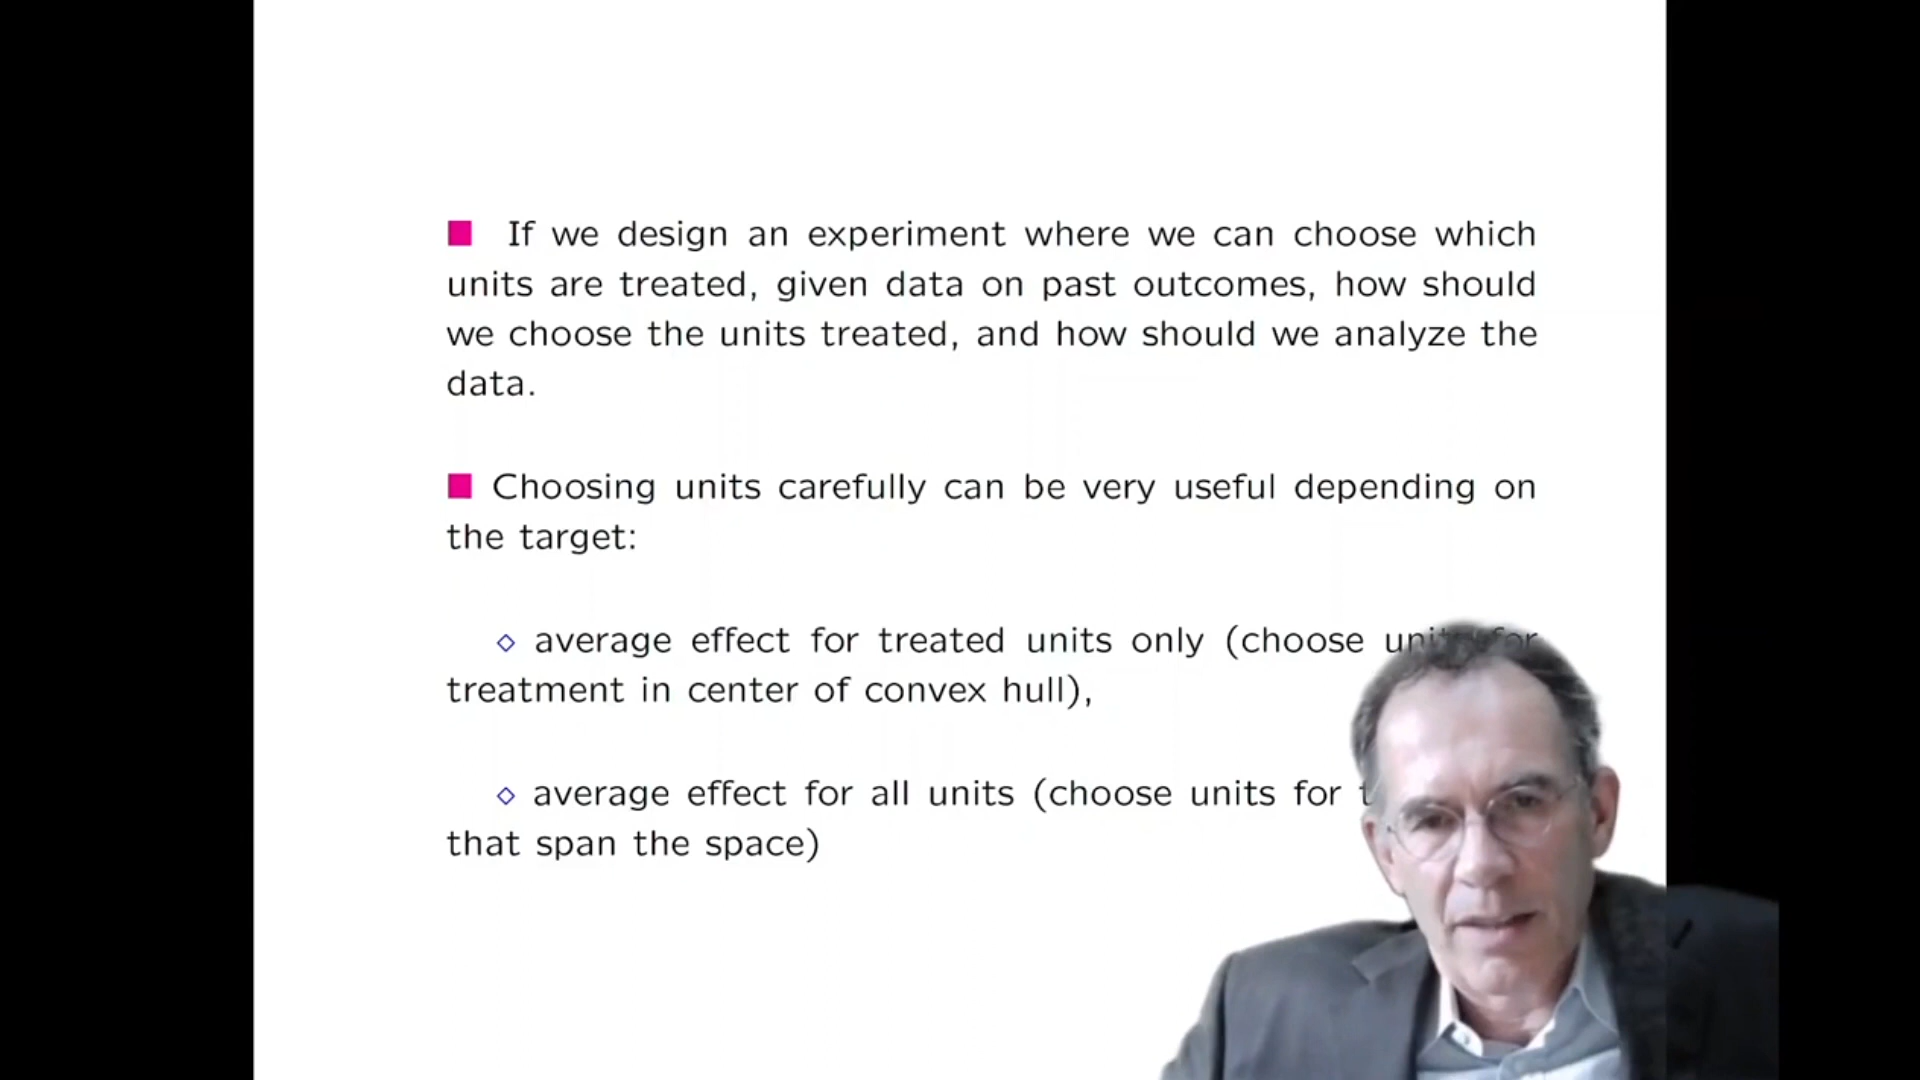 If we design an experiment where we can choose which
units are treated, given data on past outcomes, how should
we choose the units treated, and how should we analyze the
data.
Choosing units carefully can be very useful depending on
the target:
average effect for treated units only (choose units for
treatment in center of convex hull),
average effect for all units (choose units for
that span the space)